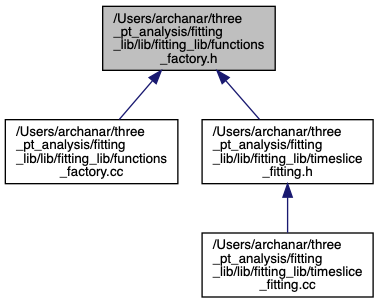 /Users/archanar/three
_pt_analysis/fitting
_lib/lib/fitting_lib/functions
_factory.h
/Users/archanar/three
_pt_analysis/fitting
_lib/lib/fitting_lib/functions
_factory.cc
/Users/archanar/three
_pt_analysis/fitting
_lib/lib/fitting_lib/timeslice
_fitting.h
/Users/archanar/three
_pt_analysis/fitting
_lib/lib/fitting_lib/timeslice
_fitting.cc